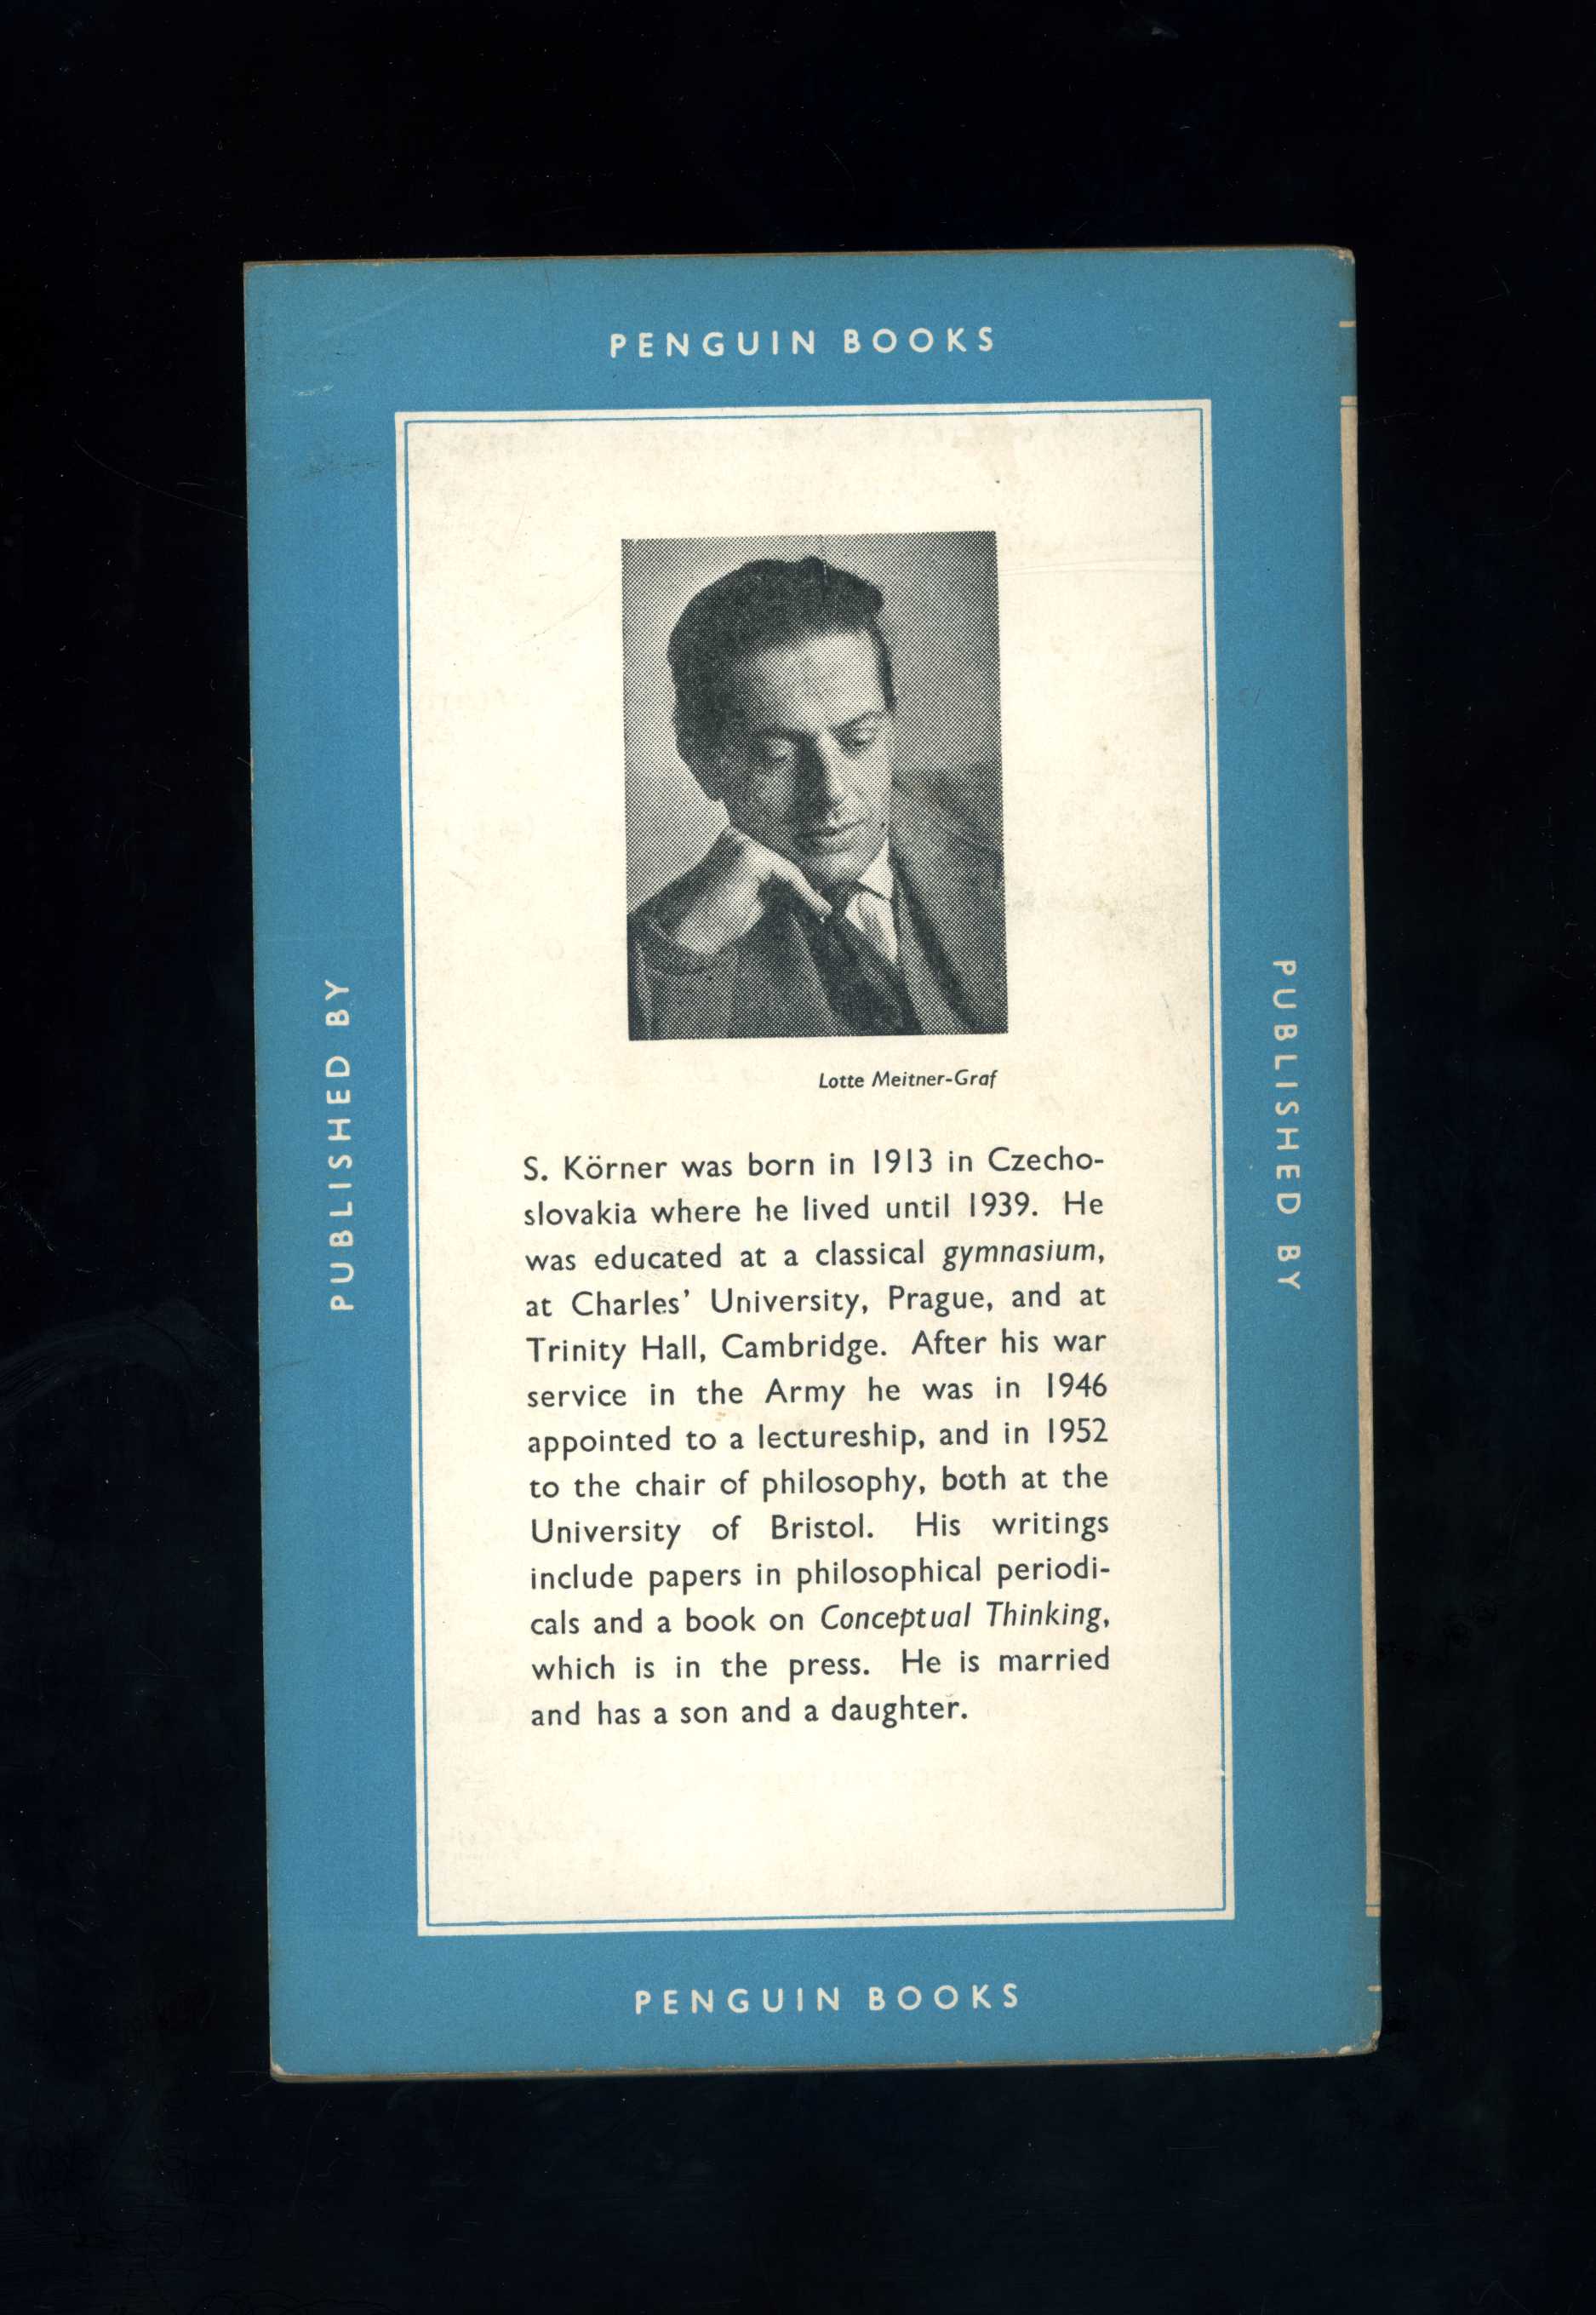 PENGUIN BOOKS
PUBLISHED BY
PUBLISHED BY
Lotte Meitner-Graf
S. Körner was born in 1913 in Czecho-
slovakia where he lived until 1939. He
was educated at a classical gymnasium,
at Charles' University, Prague, and at
Trinity Hall, Cambridge. After his war
service in the Army he was in 1946
appointed to a lectureship, and in 1952
to the chair of philosophy, both at the
University of Bristol. His writings
include papers in philosophical periodi-
cals and a book on Conceptual Thinking,
which is in the press. He is married
and has a son and a daughter.
PENGUIN BOOKS